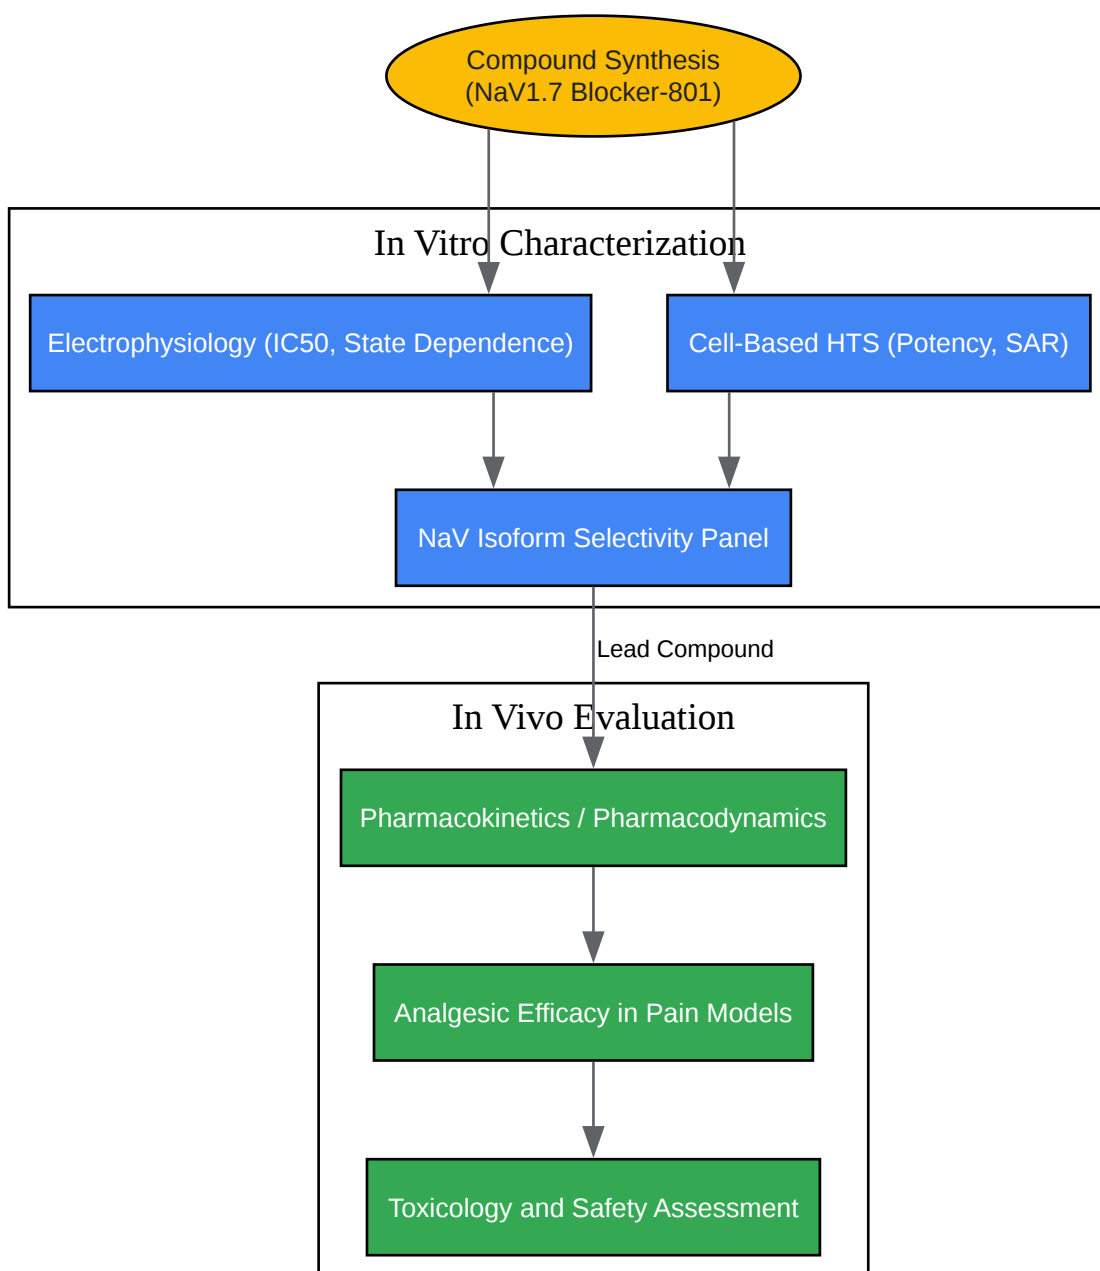 Compound Synthesis
(NaV1.7 Blocker-801)
In Vitro Characterization
Electrophysiology (IC50, State Dependence)
Cell-Based HTS (Potency, SAR)
NaV Isoform Selectivity Panel
Lead Compound
In Vivo Evaluation
Pharmacokinetics / Pharmacodynamics
Analgesic Efficacy in Pain Models
Toxicology and Safety Assessment